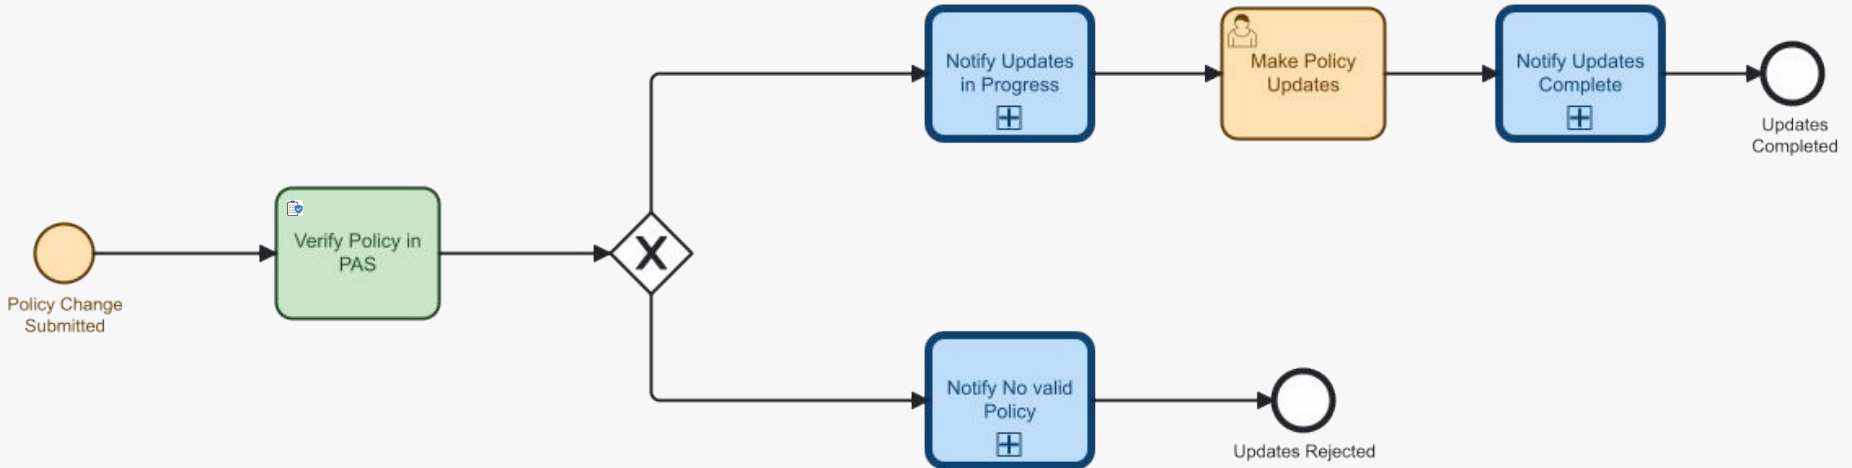 Policy Change
Submitted
Verify Policy in
PAS
X
Notify Updates
in Progress
Make Policy
Updates
Notify Updates
Complete
Updates
Completed
Notify No valid
Policy
Updates Rejected